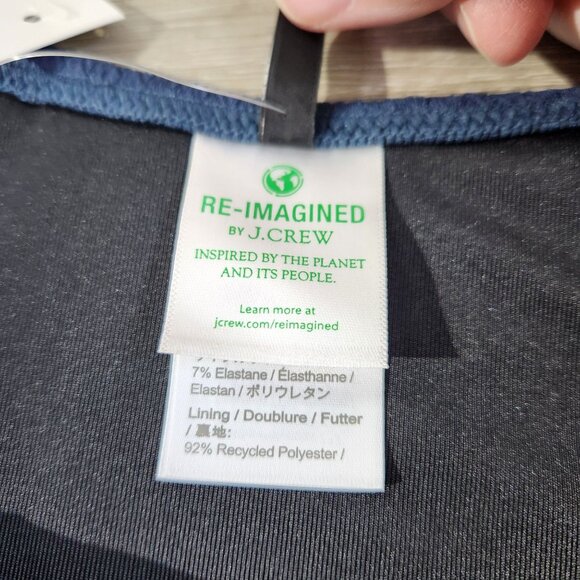 RE-IMAGINED
BY J.CREW
INSPIRED BY THE PLANET
AND ITS PEOPLE.
Learn more at
jcrew.com/reimagined
7% Elastane / Élasthanne /
Elastan / ポリウレタン
Lining / Doublure / Futter
/ 裏地:
92% Recycled Polyester /